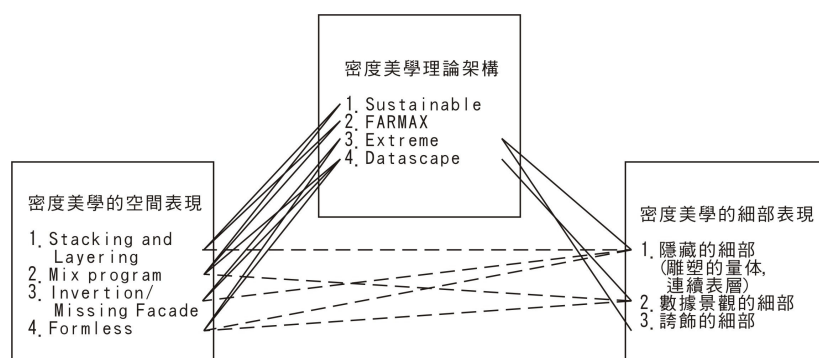 密度美學理論架構
1. Sustainable
2. FARMAX
3. Extreme
4. Datascape
密度美學的空間表現
1. Stacking and
Layering
2. Mix program
3. Invertion/
Missing Facade
4. Formless
密度美學的細部表現
1. 隱藏的細部
(雕塑的量体,
連續表層)
2. 數據景觀的細部
3. 誇飾的細部